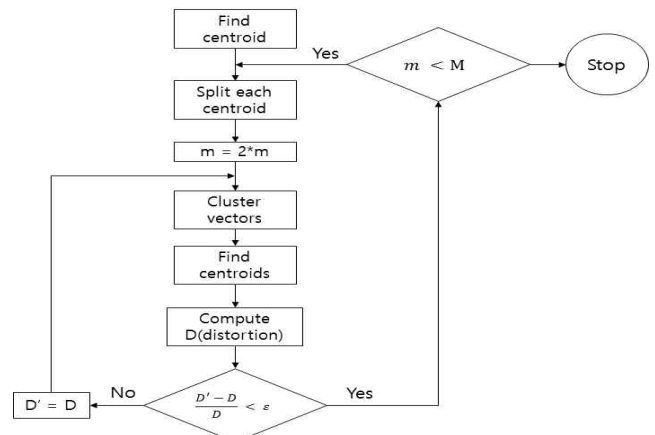 Find
centroid
Yes
m < M
Stop
Split each
centroid
m = 2*m
Cluster
vectors
Find
centroids
Compute
D(distortion)
D' = D
No
D' − D
D
< ε
Yes